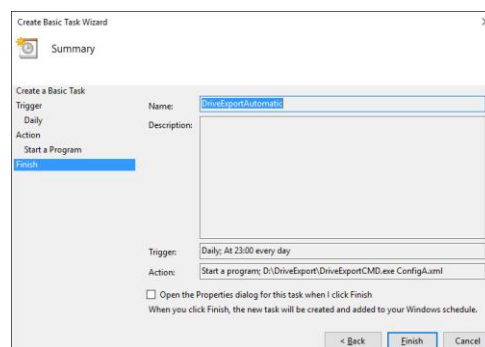 Create Basic Task Wizard
Summary
Create a Basic Task
Trigger
Daily
Action
Start a Program
Finish
Name: DriveExportAutomatic
Description:
Trigger: Daily; At 23:00 every day
Action: Start a program; D:\DriveExport\DriveExportCMD.exe ConfigA.xml
Open the Properties dialog for this task when I click Finish
When you click Finish, the new task will be created and added to your Windows schedule.
< Back Finish Cancel